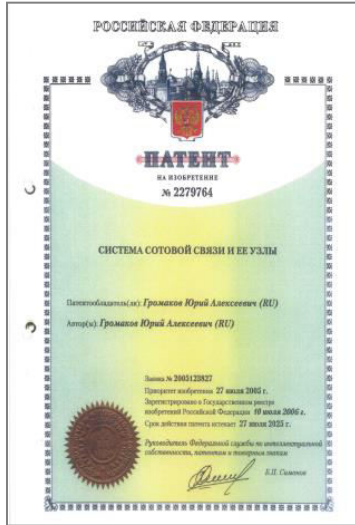 РОССИЙСКАЯ ФЕДЕРАЦИЯ
ПАТЕНТ
НА ИЗОБРЕТЕНИЕ
№ 2279764
СИСТЕМА СОТОВОЙ СВЯЗИ И ЕЕ УЗЛЫ
Патентообладатель(ли): Громаков Юрий Алексеевич (RU)
Автор(ы): Громаков Юрий Алексеевич (RU)
Заявка № 2005123827
Приоритет изобретения 27 июля 2005 г.
Зарегистрировано в Государственном реестре
изобретений Российской Федерации 10 июля 2006 г.
Срок действия патента истекает 27 июля 2025 г.
Руководитель Федеральной службы по интеллектуальной
собственности, патентам и товарным знакам
Б.П. Симонов